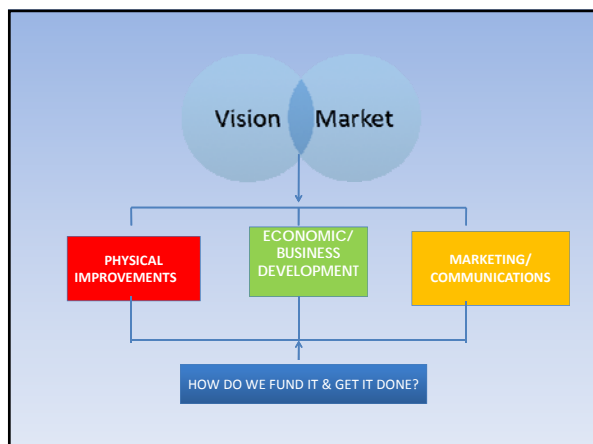 Vision Market
PHYSICAL
IMPROVEMENTS
ECONOMIC/
BUSINESS
DEVELOPMENT
MARKETING/
COMMUNICATIONS
HOW DO WE FUND IT & GET IT DONE?